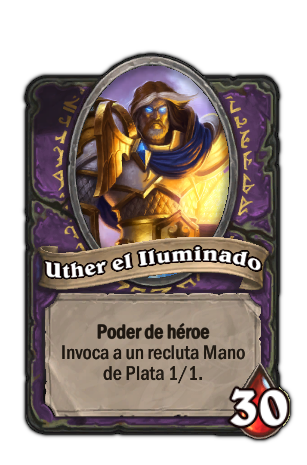 Uther el Iluminado
Poder de héroe
Invoca a un recluta Mano
de Plata 1/1.
30